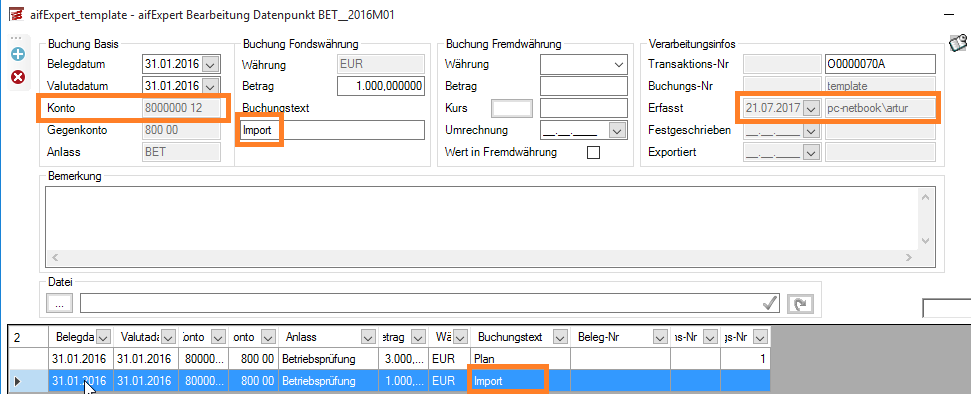 aifExpert_template - aifExpert Bearbeitung Datenpunkt BET__2016M01
Buchung Basis
Belegdatum 31.01.2016
Valutadatum 31.01.2016
Konto 8000000 12
Gegenkonto 800 00
Anlass BET
Buchung Fondswährung
Währung EUR
Betrag 1.000,000000
Buchungstext
Import
Buchung Fremdwährung
Währung
Betrag
Kurs
Umrechnung __.__.____
Wert in Fremdwährung
Verarbeitungsinfos
Transaktions-Nr O0000070A
Buchungs-Nr template
Erfasst 21.07.2017 pc-netbook\artur
Festgeschrieben __.__.____
Exportiert __.__.____
Bemerkung
Datei
...
2 Belegda Valutada onto onto Anlass etrag Wä Buchungstext Beleg-Nr ıs-Nr gs-Nr
31.01.2016 31.01.2016 80000... 800 00 Betriebsprüfung 3.000,... EUR Plan 1
31.01.2016 31.01.2016 80000... 800 00 Betriebsprüfung 1.000,... EUR Import